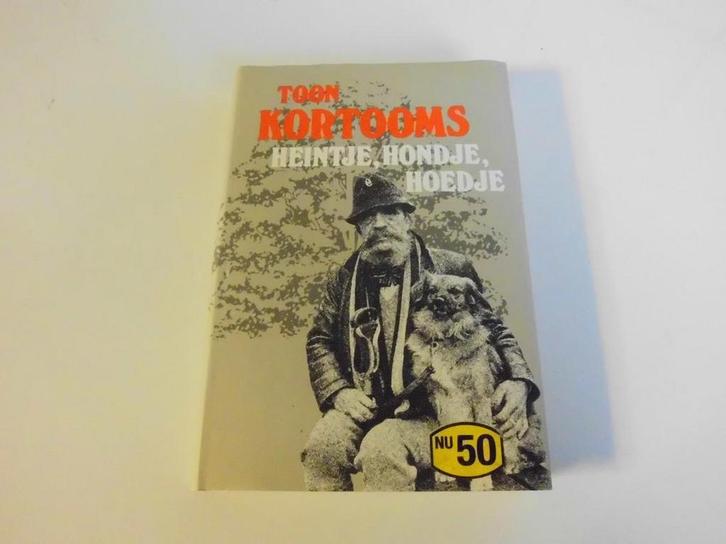 TOON
KORTOOMS
HEINTJE, HONDJE,
HOEDJE
NU 50